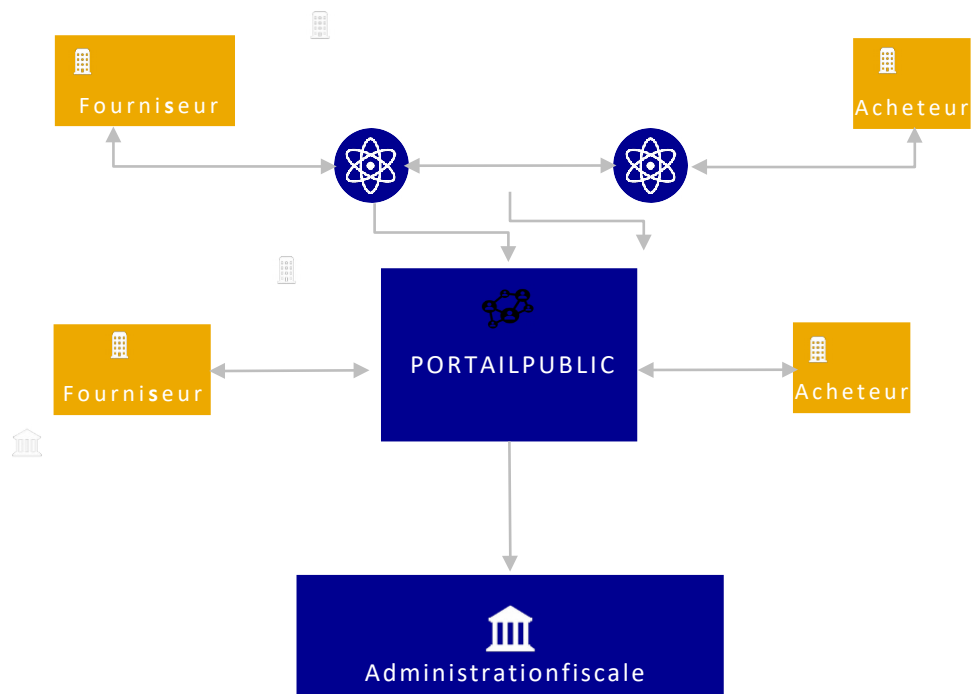 Fourniseur
Acheteur
PORTAILPUBLIC
Fourniseur
Acheteur
Administrationfiscale